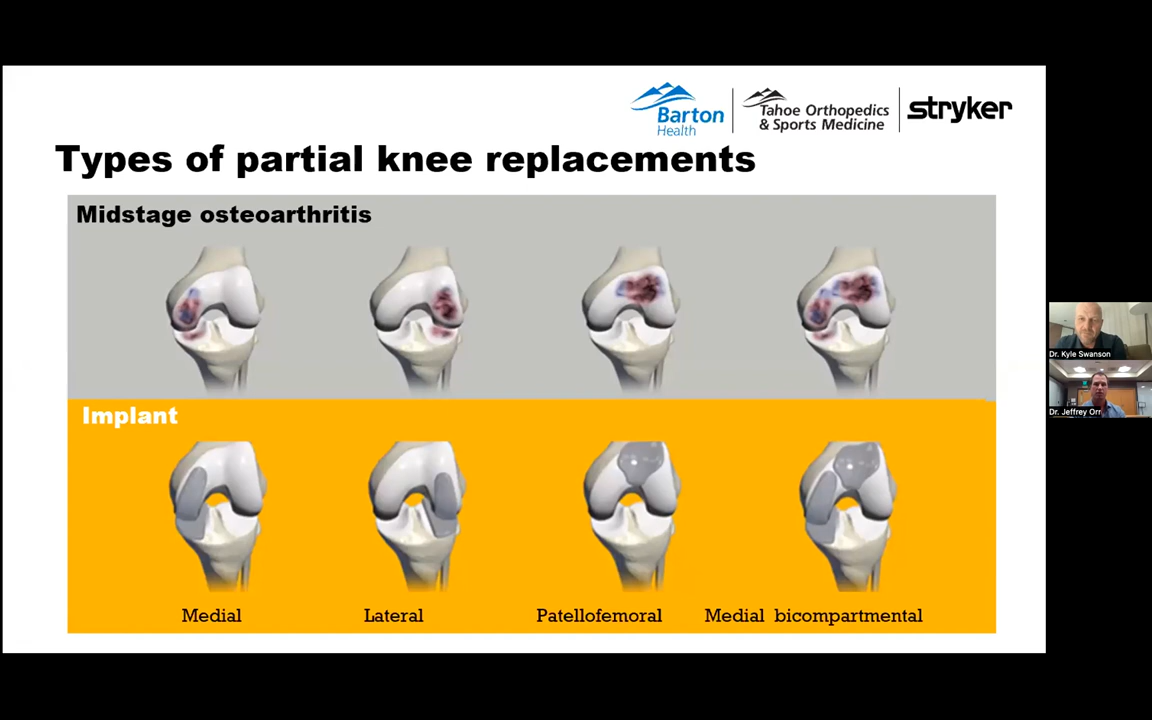 Barton
Health
Tahoe Orthopedics
& Sports Medicine
stryker
Types of partial knee replacements
Midstage osteoarthritis
Implant
Medial
Lateral
Patellofemoral
Medial bicompartmental
Dr. Kyle Swanson
Dr. Jeffrey Orr